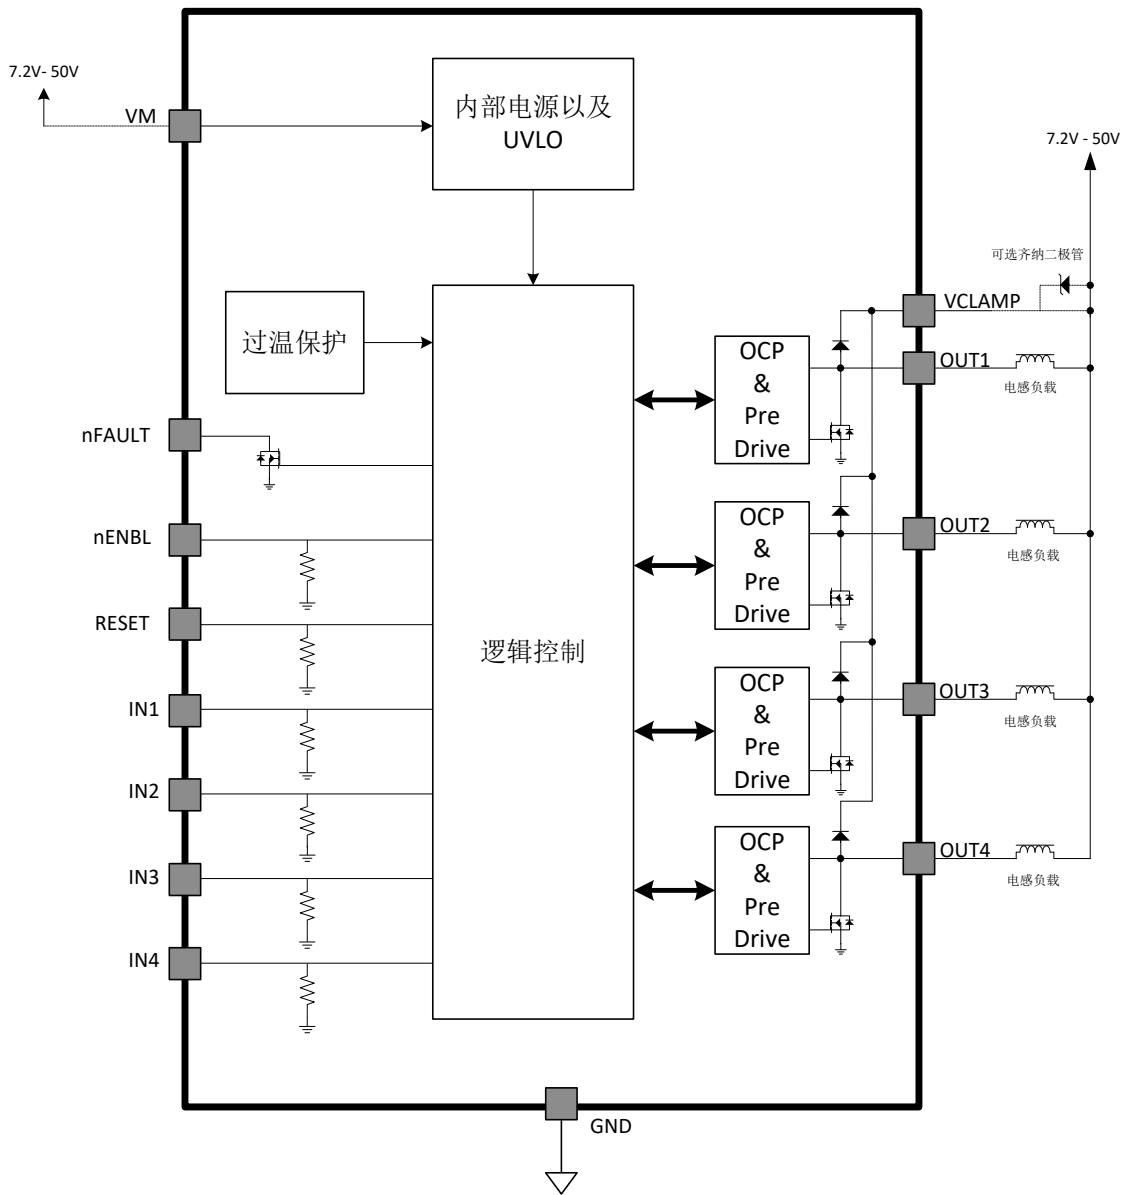 7.2V- 50V
VM
内部电源以及
UVLO
7.2V - 50V
可选齐纳二极管
VCLAMP
过温保护
OCP
&
Pre
Drive
OUT1
电感负载
nFAULT
nENBL
OCP
&
Pre
Drive
OUT2
电感负载
RESET
逻辑控制
IN1
OCP
&
Pre
Drive
OUT3
电感负载
IN2
IN3
OCP
&
Pre
Drive
OUT4
电感负载
IN4
GND